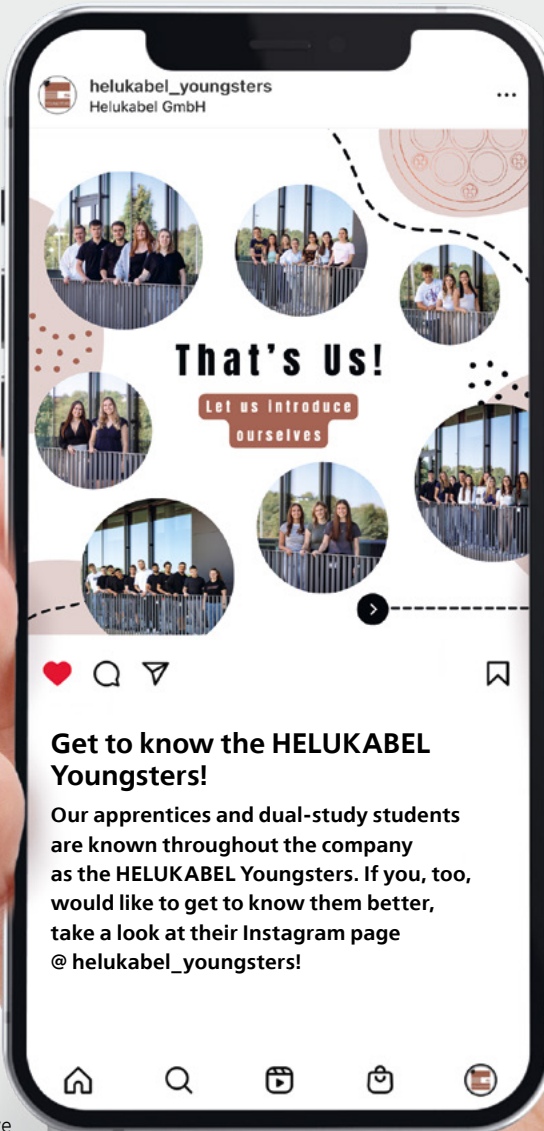 helukabel_youngsters
Helukabel GmbH
That's Us!
Let us introduce
ourselves
Get to know the HELUKABEL
Youngsters!
Our apprentices and dual-study students
are known throughout the company
as the HELUKABEL Youngsters. If you, too,
would like to get to know them better,
take a look at their Instagram page
@ helukabel_youngsters!